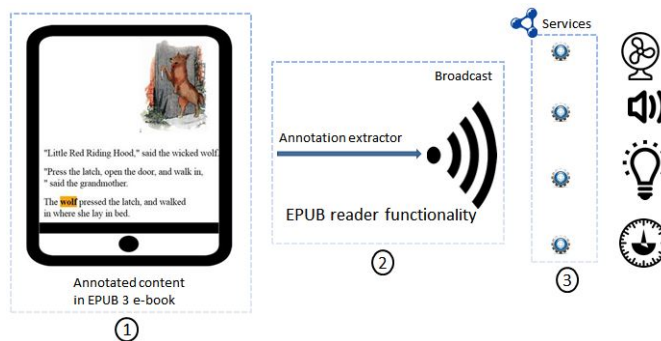 "Little Red Riding Hood," said the wicked wolf.
"Press the latch, open the door, and walk in,
" said the grandmother.
The wolf pressed the latch, and walked
in where she lay in bed.
Annotated content
in EPUB 3 e-book
1
Broadcast
Annotation extractor
EPUB reader functionality
2
Services
3